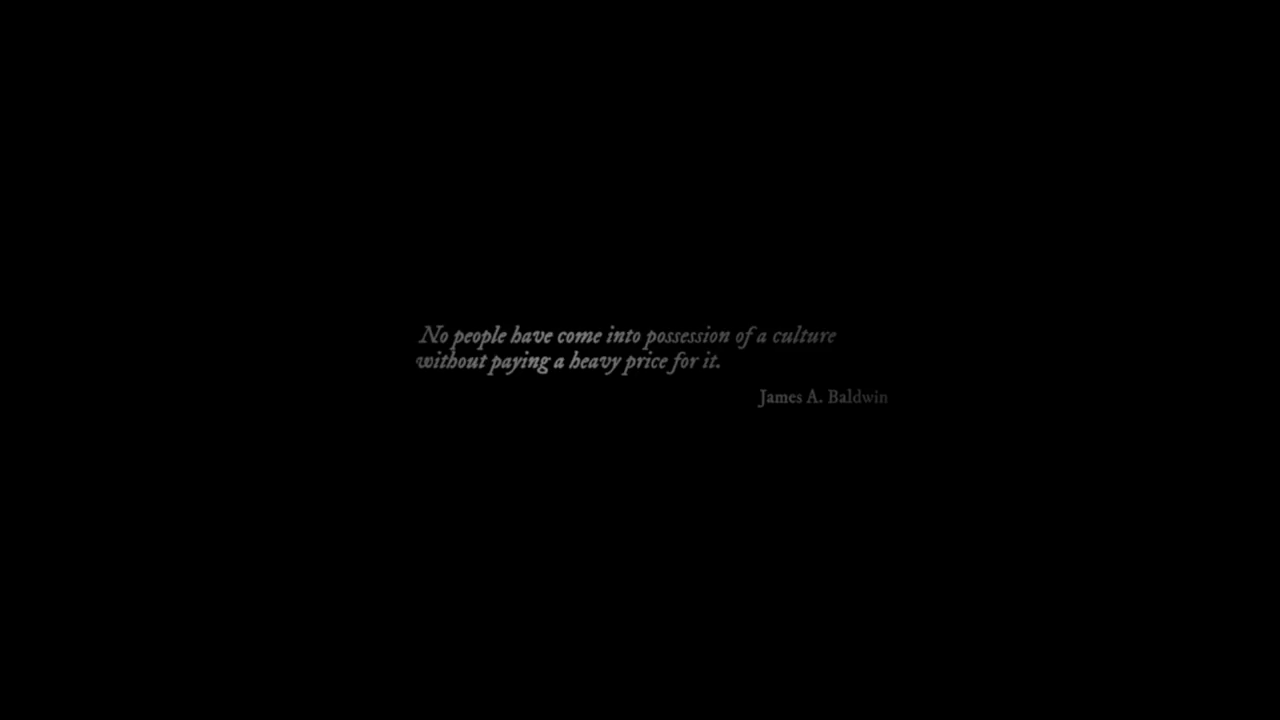 No people have come into possession of a culture
without paying a heavy price for it.
James A. Baldwin